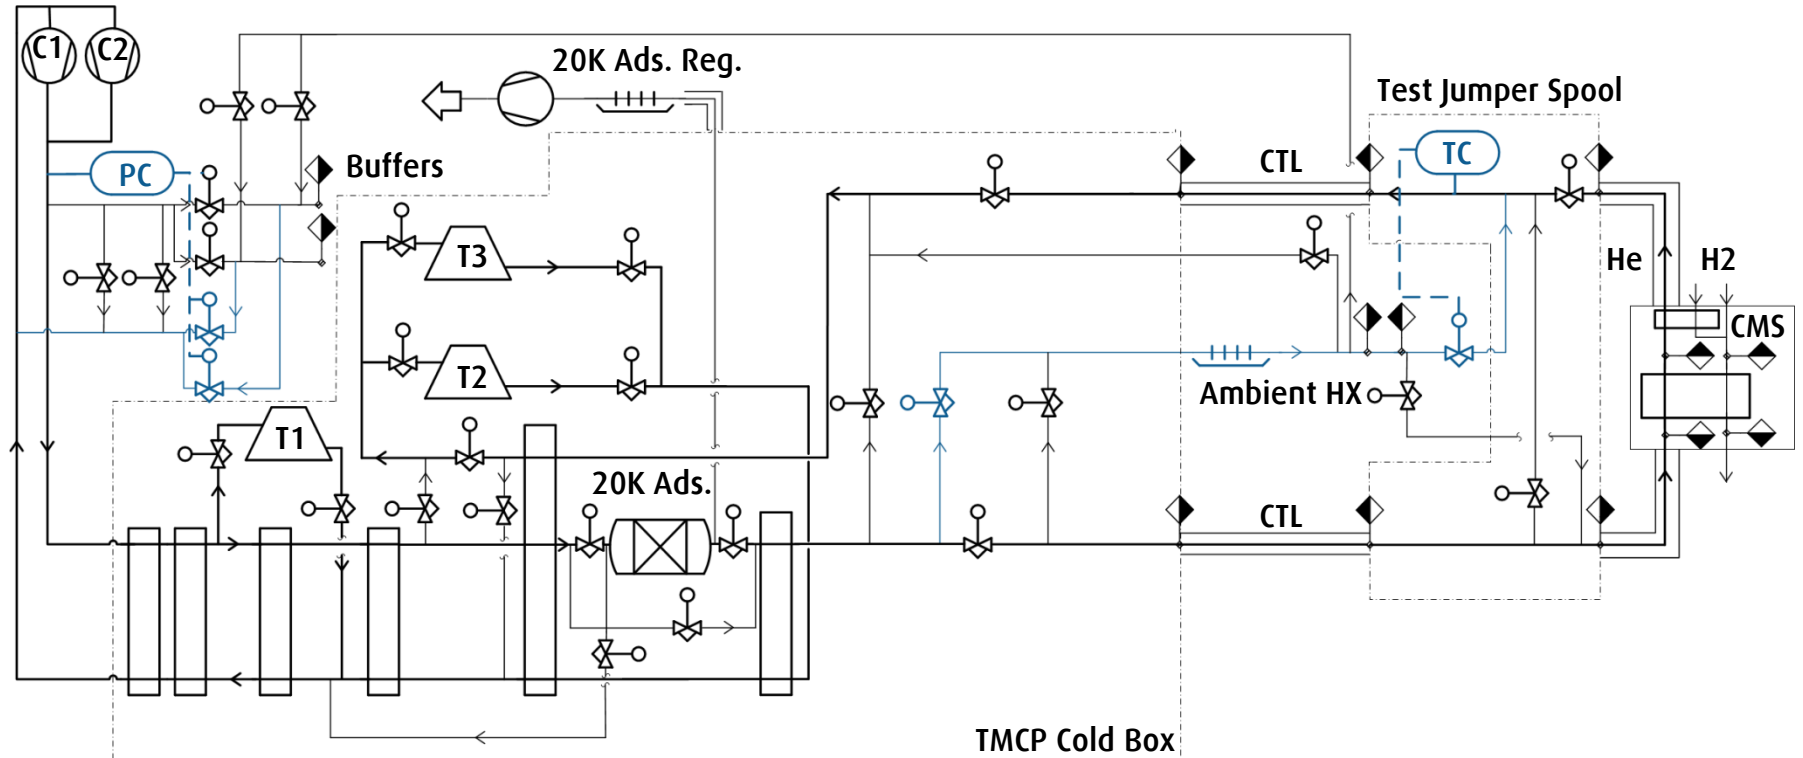 C1
C2
20K Ads. Reg.
Test Jumper Spool
PC
Buffers
CTL
TC
T3
He
H2
CMS
T2
Ambient HX
T1
20K Ads.
CTL
TMCP Cold Box